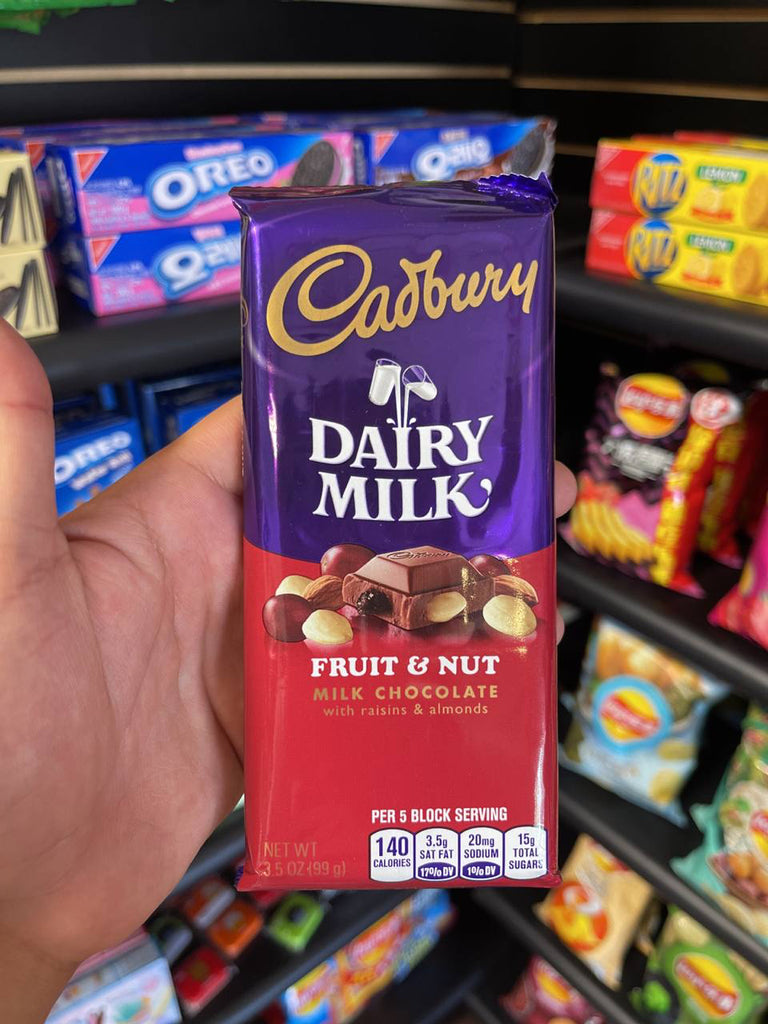 OREO
OREO
RITZ
LEMON
RITZ
LEMON
OREO
Cadbury
DAIRY
MILK
FRUIT & NUT
MILK CHOCOLATE
with raisins & almonds
PER 5 BLOCK SERVING
140
CALORIES
3.5g
SAT FAT
17% DV
20mg
SODIUM
1% DV
15g
TOTAL
SUGARS
NET WT
3.5 OZ (99 g)